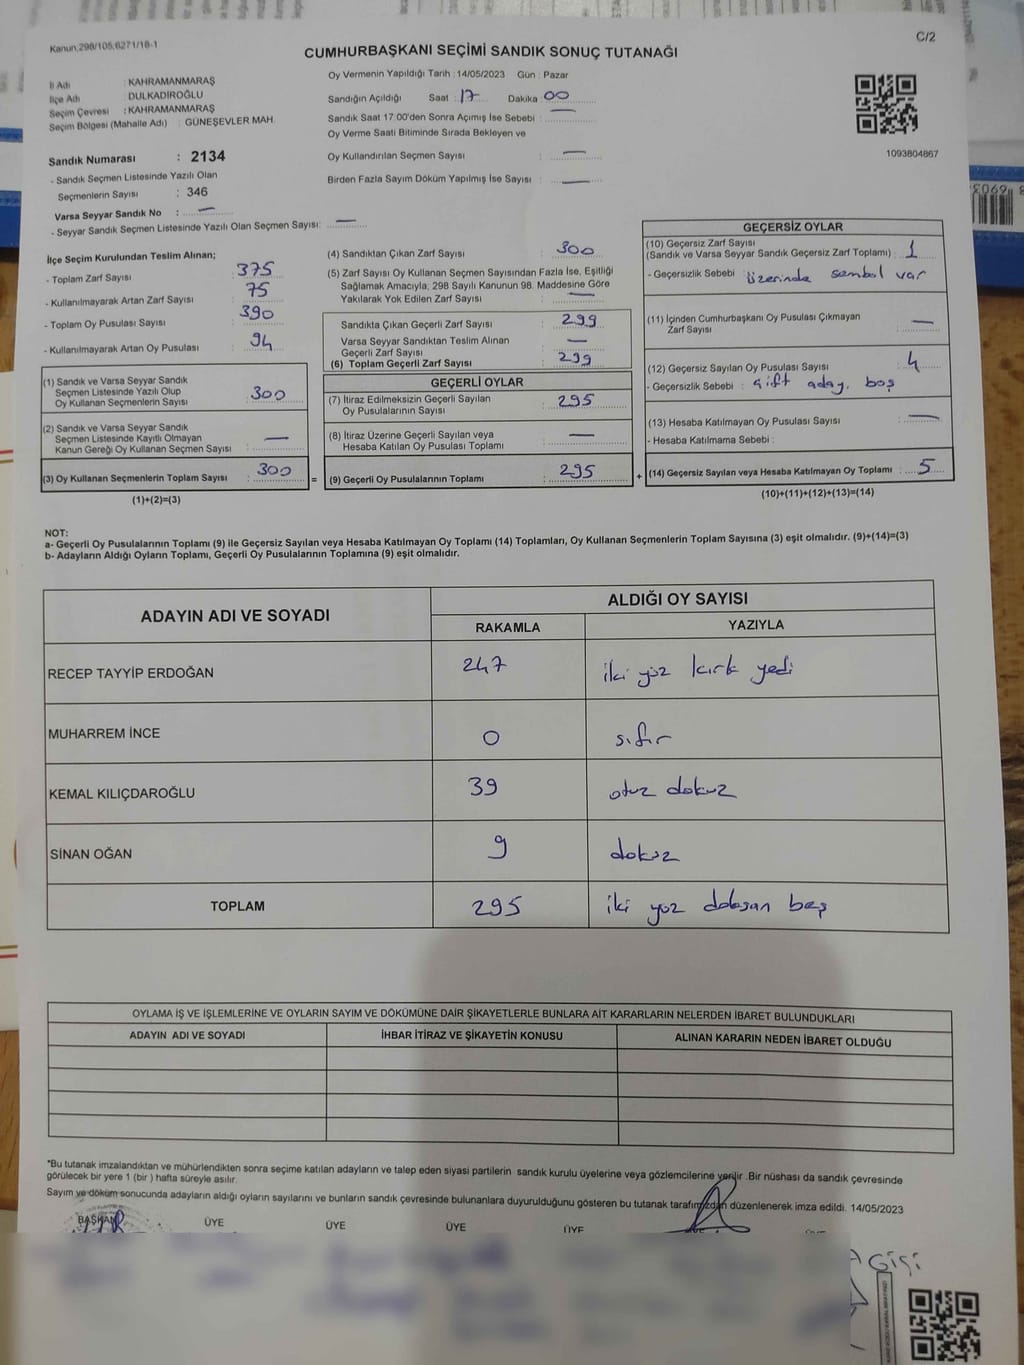 Kanun,298/105,6271/18-1
C/2
CUMHURBAŞKANI SEÇİMİ SANDIK SONUÇ TUTANAĞI
İl Adı : KAHRAMANMARAŞ
İlçe Adı : DULKADİROĞLU
Seçim Çevresi : KAHRAMANMARAŞ
Seçim Bölgesi (Mahalle Adı) : GÜNEŞEVLER MAH.
Oy Vermenin Yapıldığı Tarih : 14/05/2023 Gün : Pazar
Sandığın Açıldığı Saat : 17 Dakika : 00
Sandık Saat 17:00'den Sonra Açımış İse Sebebi : —
Oy Verme Saati Bitiminde Sırada Bekleyen ve
Oy Kullandırılan Seçmen Sayısı : —
Birden Fazla Sayım Döküm Yapılmış İse Sayısı : —
1093804867
Sandık Numarası : 2134
- Sandık Seçmen Listesinde Yazılı Olan
Seçmenlerin Sayısı : 346
Varsa Seyyar Sandık No : —
- Seyyar Sandık Seçmen Listesinde Yazılı Olan Seçmen Sayısı: —
İlçe Seçim Kurulundan Teslim Alınan;
- Toplam Zarf Sayısı : 375
- Kullanılmayarak Artan Zarf Sayısı : 75
- Toplam Oy Pusulası Sayısı : 390
- Kullanılmayarak Artan Oy Pusulası : 94
(1) Sandık ve Varsa Seyyar Sandık
Seçmen Listesinde Yazılı Olup
Oy Kullanan Seçmenlerin Sayısı : 300
(2) Sandık ve Varsa Seyyar Sandık
Seçmen Listesinde Kayıtlı Olmayan
Kanun Gereği Oy Kullanan Seçmen Sayısı : —
(3) Oy Kullanan Seçmenlerin Toplam Sayısı : 300
(1)+(2)=(3)
(4) Sandıktan Çıkan Zarf Sayısı : 300
(5) Zarf Sayısı Oy Kullanan Seçmen Sayısından Fazla İse, Eşitliği
Sağlamak Amacıyla; 298 Sayılı Kanunun 98. Maddesine Göre
Yakılarak Yok Edilen Zarf Sayısı : —
Sandıkta Çıkan Geçerli Zarf Sayısı : 299
Varsa Seyyar Sandıktan Teslim Alınan
Geçerli Zarf Sayısı : —
(6) Toplam Geçerli Zarf Sayısı : 299
GEÇERLİ OYLAR
(7) İtiraz Edilmeksizin Geçerli Sayılan
Oy Pusulalarının Sayısı : 295
(8) İtiraz Üzerine Geçerli Sayılan veya
Hesaba Katılan Oy Pusulası Toplamı : —
= (9) Geçerli Oy Pusulalarının Toplamı : 295
GEÇERSİZ OYLAR
(10) Geçersiz Zarf Sayısı
(Sandık ve Varsa Seyyar Sandık Geçersiz Zarf Toplamı) : 1
- Geçersizlik Sebebi : üzerinde sembol var
(11) İçinden Cumhurbaşkanı Oy Pusulası Çıkmayan
Zarf Sayısı : —
(12) Geçersiz Sayılan Oy Pusulası Sayısı : 4
- Geçersizlik Sebebi : çift aday, boş
(13) Hesaba Katılmayan Oy Pusulası Sayısı : —
- Hesaba Katılmama Sebebi :
+ (14) Geçersiz Sayılan veya Hesaba Katılmayan Oy Toplamı : 5
(10)+(11)+(12)+(13)=(14)
NOT:
a- Geçerli Oy Pusulalarının Toplamı (9) ile Geçersiz Sayılan veya Hesaba Katılmayan Oy Toplamı (14) Toplamları, Oy Kullanan Seçmenlerin Toplam Sayısına (3) eşit olmalıdır. (9)+(14)=(3)
b- Adayların Aldığı Oyların Toplamı, Geçerli Oy Pusulalarının Toplamına (9) eşit olmalıdır.
ADAYIN ADI VE SOYADI ALDIĞI OY SAYISI
RAKAMLA YAZIYLA
RECEP TAYYİP ERDOĞAN 247 iki yüz kırk yedi
MUHARREM İNCE 0 sıfır
KEMAL KILIÇDAROĞLU 39 otuz dokuz
SİNAN OĞAN 9 dokuz
TOPLAM 295 iki yüz doksan beş
OYLAMA İŞ VE İŞLEMLERİNE VE OYLARIN SAYIM VE DÖKÜMÜNE DAİR ŞİKAYETLERLE BUNLARA AİT KARARLARIN NELERDEN İBARET BULUNDUKLARI
ADAYIN ADI VE SOYADI İHBAR İTİRAZ VE ŞİKAYETİN KONUSU ALINAN KARARIN NEDEN İBARET OLDUĞU
*Bu tutanak imzalandıktan ve mühürlendikten sonra seçime katılan adayların ve talep eden siyasi partilerin sandık kurulu üyelerine veya gözlemcilerine verilir .Bir nüshası da sandık çevresinde
görülecek bir yere 1 (bir ) hafta süreyle asılır.
Sayım ve döküm sonucunda adayların aldığı oyların sayılarını ve bunların sandık çevresinde bulunanlara duyurulduğunu gösteren bu tutanak tarafımızdan düzenlenerek imza edildi. 14/05/2023
BAŞKAN ÜYE ÜYE ÜYE ÜYE